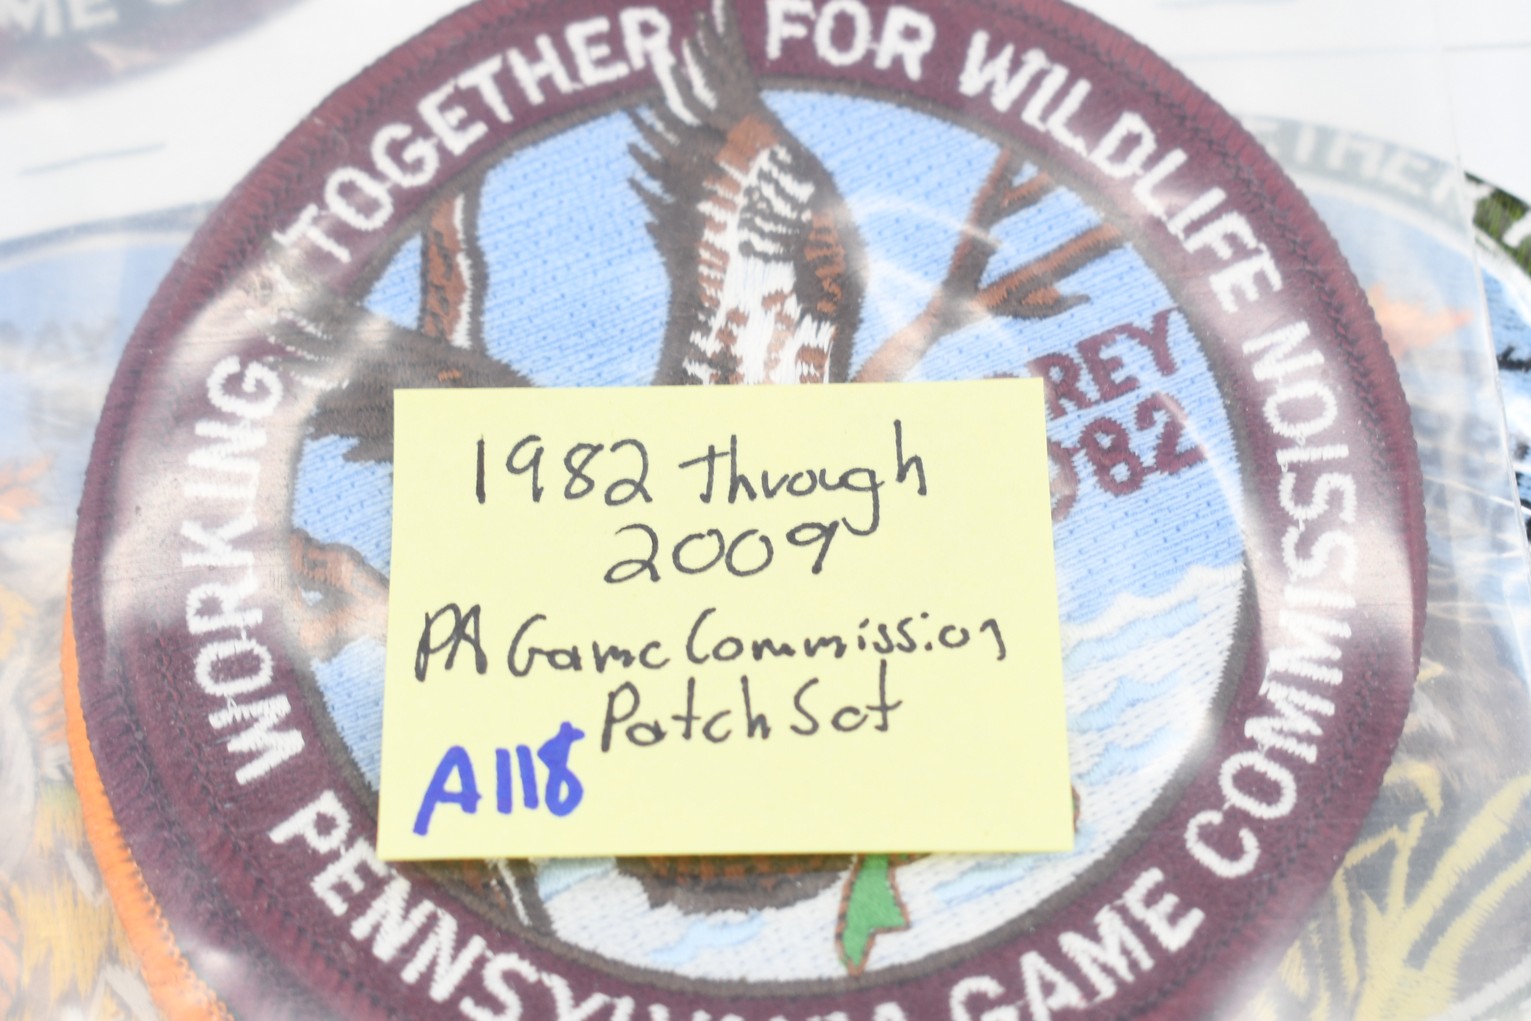 WORKING TOGETHER FOR WILDLIFE
PENNSYLVANIA GAME COMMISSION
REY
982
1982 through
2009
PA Game Commission
Patch Set
A118